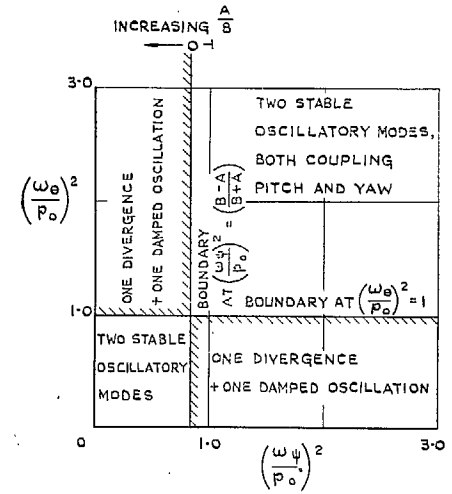 INCREASING A/B
3·0
(ωθ/p₀)²
2
1·0
0
ONE DIVERGENCE
+ ONE DAMPED OSCILLATION
BOUNDARY
AT (ωψ/p₀)² = (B-A/B+A)
TWO STABLE
OSCILLATORY MODES,
BOTH COUPLING
PITCH AND YAW
BOUNDARY AT (ωθ/p₀)² = 1
TWO STABLE
OSCILLATORY
MODES
ONE DIVERGENCE
+ ONE DAMPED OSCILLATION
1·0
2
3·0
(ωψ/p₀)²